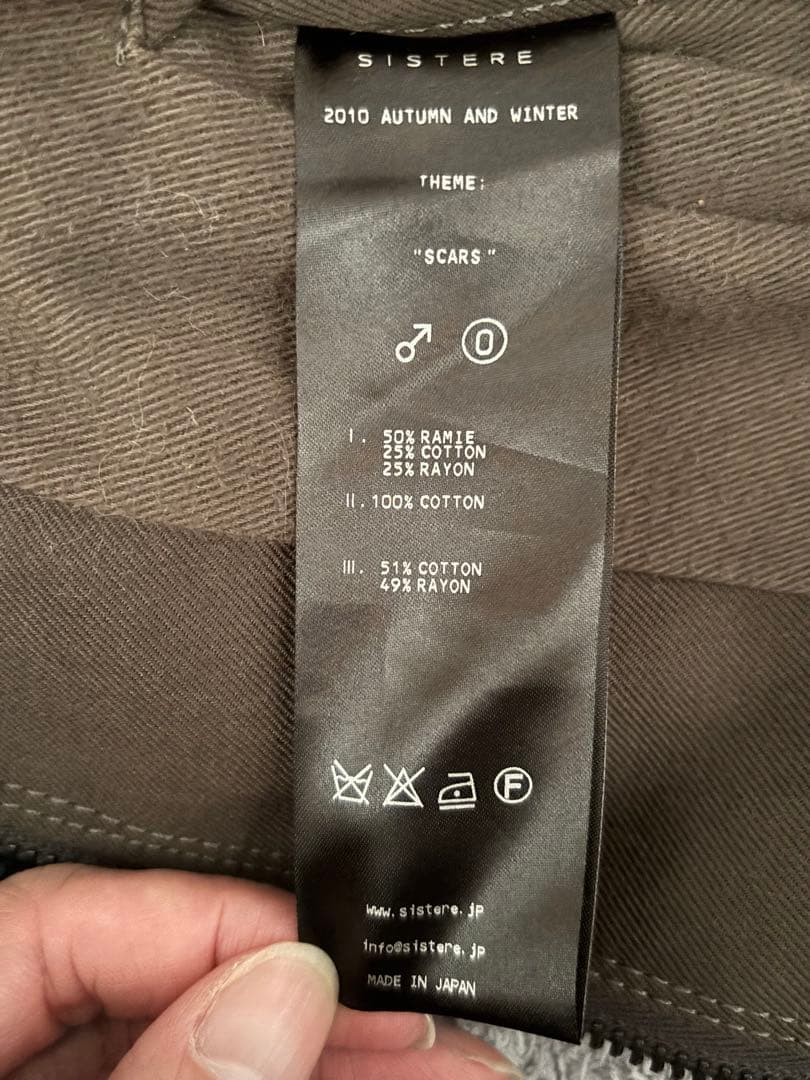 SISTERE
2010 AUTUMN AND WINTER
THEME:
"SCARS"
♂ 0
I. 50% RAMIE
25% COTTON
25% RAYON
II. 100% COTTON
III. 51% COTTON
49% RAYON
F
www.sistere.jp
info@sistere.jp
MADE IN JAPAN